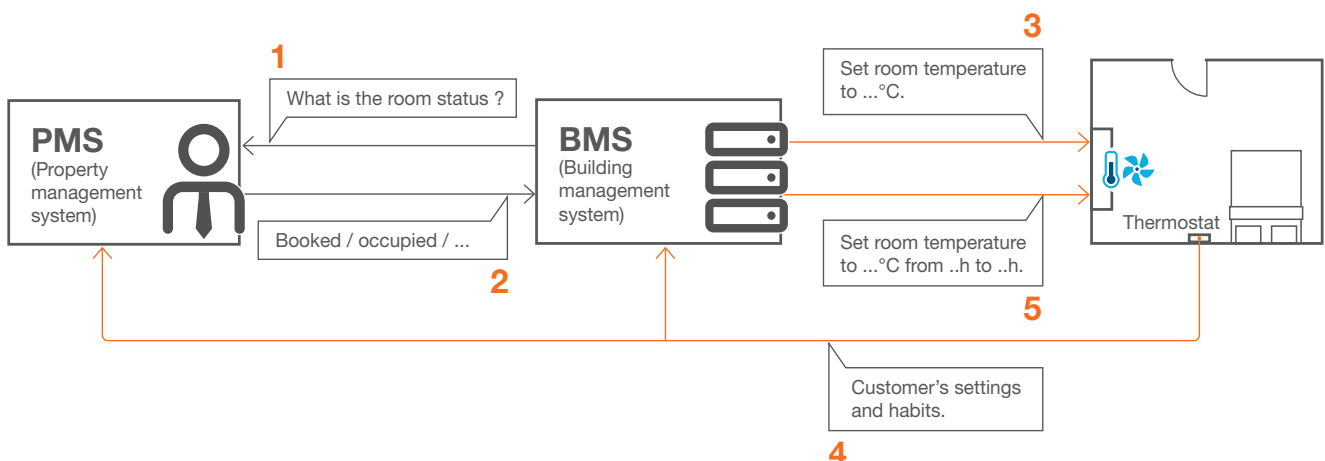 1
What is the room status ?
PMS
(Property
management
system)
Booked / occupied / ...
2
BMS
(Building
management
system)
3
Set room temperature
to ...°C.
Set room temperature
to ...°C from ..h to ..h.
5
Thermostat
Customer's settings
and habits.
4